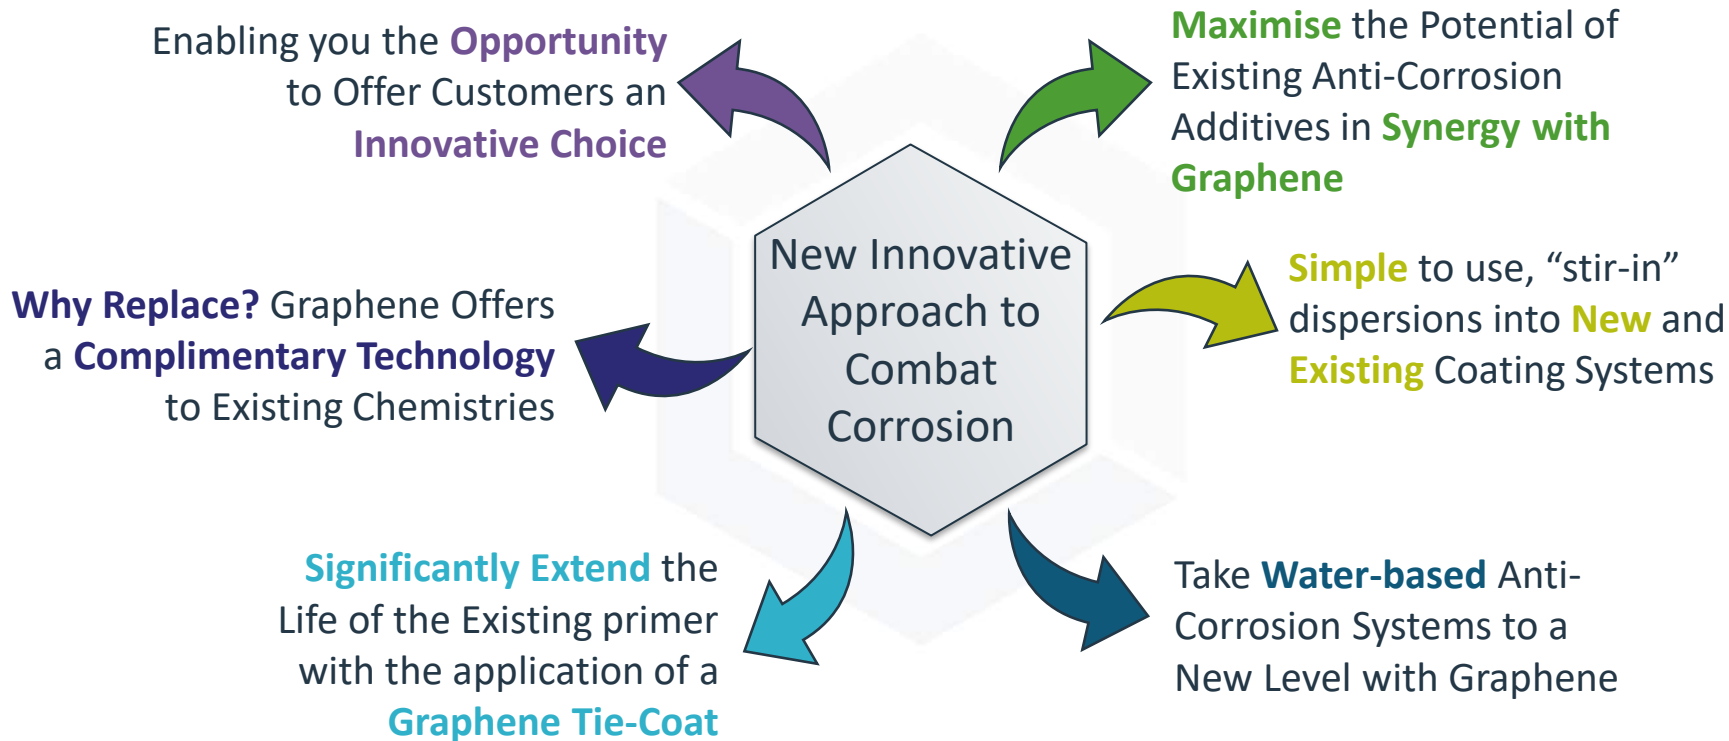 Enabling you the Opportunity
to Offer Customers an
Innovative Choice
Maximise the Potential of
Existing Anti-Corrosion
Additives in Synergy with
Graphene
Why Replace? Graphene Offers
a Complimentary Technology
to Existing Chemistries
New Innovative
Approach to
Combat
Corrosion
Simple to use, “stir-in”
dispersions into New and
Existing Coating Systems
Significantly Extend the
Life of the Existing primer
with the application of a
Graphene Tie-Coat
Take Water-based Anti-
Corrosion Systems to a
New Level with Graphene